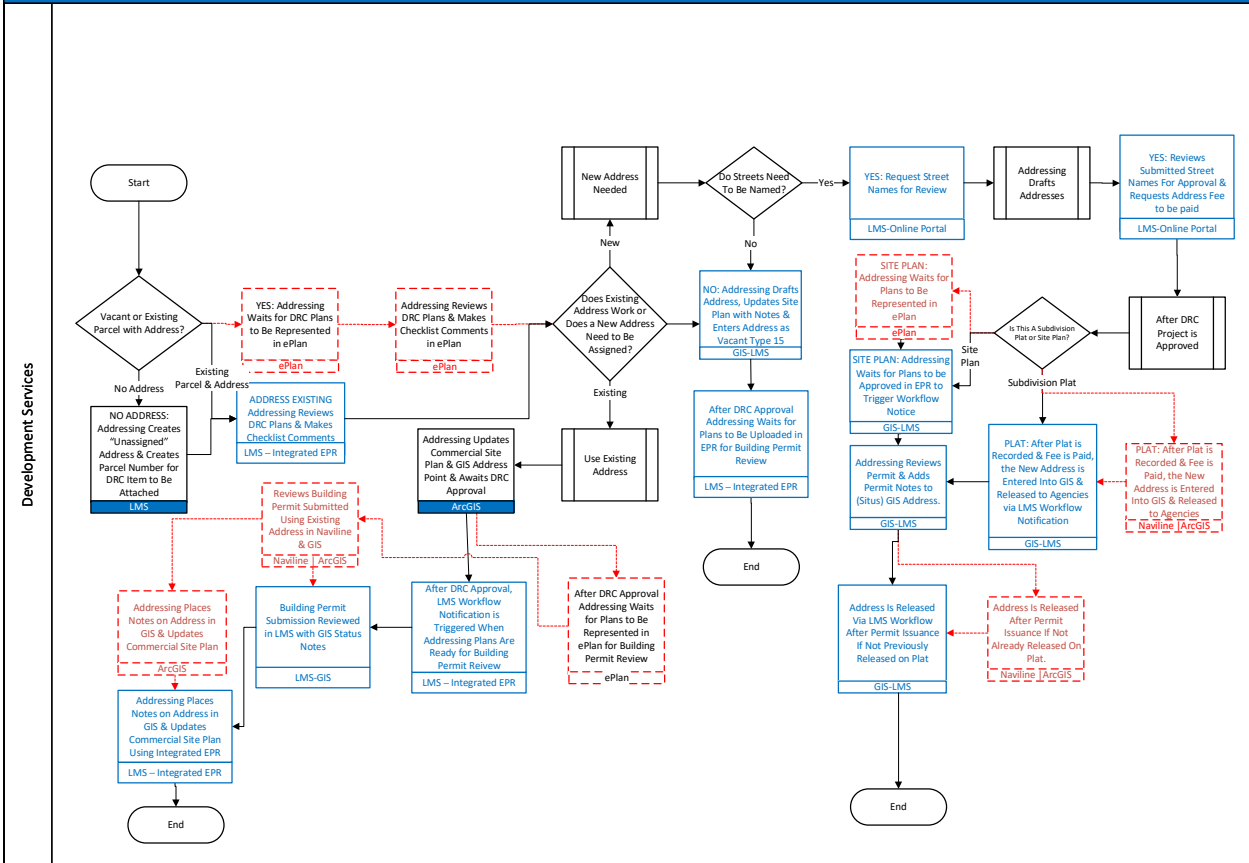 Development Services
Start
Vacant or Existing
Parcel with Address?
No Address
Existing
Parcel & Address
NO ADDRESS:
Addressing Creates
“Unassigned”
Address & Creates
Parcel Number for
DRC Item to be
Attached
LMS
YES: Addressing
Waits for DRC Plans
to be Represented
in ePlan
ePlan
Addressing Reviews
DRC Plans & Makes
Checklist Comments
in ePlan
ePlan
ADDRESS EXISTING
Addressing Reviews
DRC Plans & Makes
Checklist Comments
LMS – Integrated EPR
Does Existing
Address Work or
Does a New Address
Need to Be
Assigned?
New
Existing
New Address
Needed
Use Existing
Address
Do Streets Need
To Be Named?
Yes
No
YES: Request Street
Names for Review
LMS-Online Portal
Addressing
Drafts
Addresses
YES: Reviews
Submitted Street
Names For Approval &
Requests Address Fee
to be paid
LMS-Online Portal
After DRC
Project is
Approved
Is This A Subdivision
Plat or Site Plan?
Site
Plan
Subdivision Plat
SITE PLAN:
Addressing Waits for
Plans to Be
Represented in
ePlan
ePlan
SITE PLAN: Addressing
Waits for Plans to be
Approved in EPR to
Trigger Workflow
Notice
GIS-LMS
NO: Addressing Drafts
Address, Updates Site
Plan with Notes &
Enters Address as
Vacant Type 15
GIS-LMS
After DRC Approval
Addressing Waits for
Plans to Be Uploaded in
EPR for Building Permit
Review
LMS – Integrated EPR
End
Addressing Reviews
Permit & Adds
Permit Notes to
(Situs) GIS Address.
GIS-LMS
PLAT: After Plat is
Recorded & Fee is Paid,
the New Address is
Entered Into GIS &
Released to Agencies
via LMS Workflow
Notification
GIS-LMS
PLAT: After Plat is
Recorded & Fee is
Paid, the New
Address is Entered
Into GIS & Released
to Agencies
Naviline |ArcGIS
Address Is Released
Via LMS Workflow
After Permit Issuance
If Not Previously
Released on Plat
GIS-LMS
Address Is Released
After Permit
Issuance If Not
Already Released On
Plat.
Naviline |ArcGIS
End
Addressing Updates
Commercial Site
Plan & GIS Address
Point & Awaits DRC
Approval
ArcGIS
Reviews Building
Permit Submitted
Using Existing
Address in Naviline
& GIS
Naviline |ArcGIS
After DRC Approval
Addressing Waits
for Plans to Be
Represented in
ePlan for Building
Permit Review
ePlan
After DRC Approval,
LMS Workflow
Notification is
Triggered When
Addressing Plans Are
Ready for Building
Permit Reivew
LMS – Integrated EPR
Building Permit
Submission Reviewed
in LMS with GIS Status
Notes
LMS-GIS
Addressing Places
Notes on Address in
GIS & Updates
Commercial Site Plan
ArcGIS
Addressing Places
Notes on Address in
GIS & Updates
Commercial Site Plan
Using Integrated EPR
LMS – Integrated EPR
End